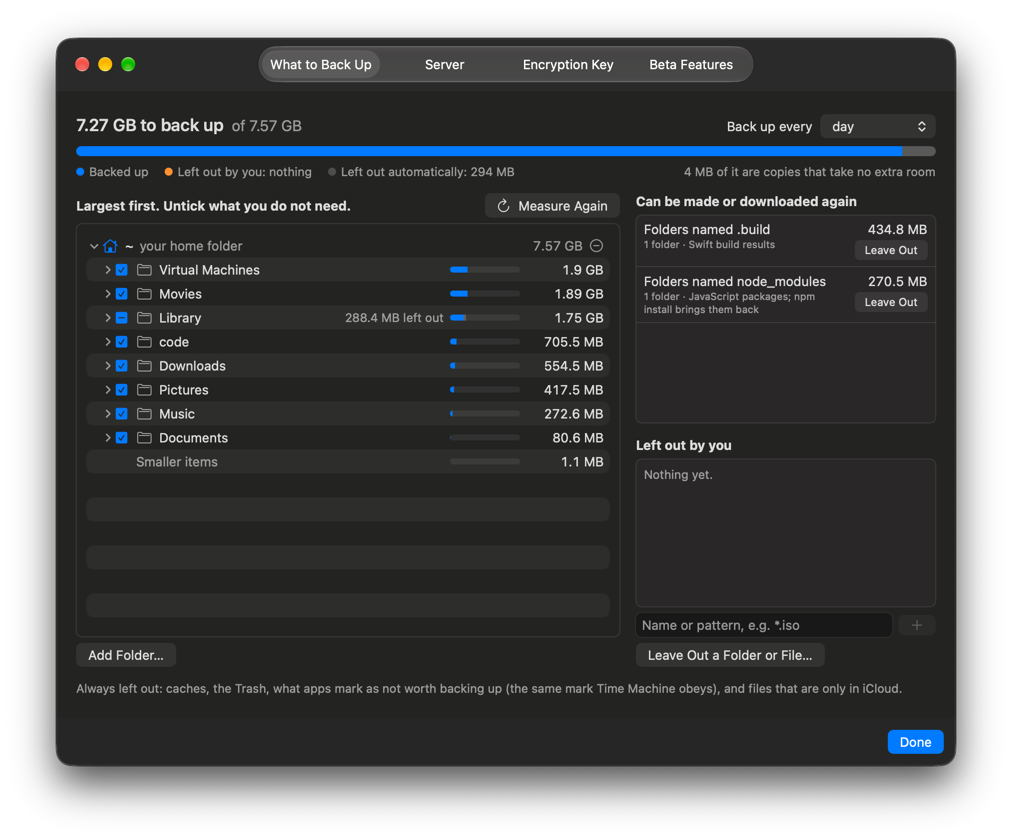 What to Back Up
Server
Encryption Key
Beta Features
7.27 GB to back up of 7.57 GB
Back up every day
Backed up
Left out by you: nothing
Left out automatically: 294 MB
4 MB of it are copies that take no extra room
Largest first. Untick what you do not need.
Measure Again
~ your home folder 7.57 GB
Virtual Machines 1.9 GB
Movies 1.89 GB
Library 288.4 MB left out 1.75 GB
code 705.5 MB
Downloads 554.5 MB
Pictures 417.5 MB
Music 272.6 MB
Documents 80.6 MB
Smaller items 1.1 MB
Add Folder...
Can be made or downloaded again
Folders named .build 434.8 MB
1 folder · Swift build results
Leave Out
Folders named node_modules 270.5 MB
1 folder · JavaScript packages; npm
install brings them back
Leave Out
Left out by you
Nothing yet.
Name or pattern, e.g. *.iso
Leave Out a Folder or File...
Always left out: caches, the Trash, what apps mark as not worth backing up (the same mark Time Machine obeys), and files that are only in iCloud.
Done